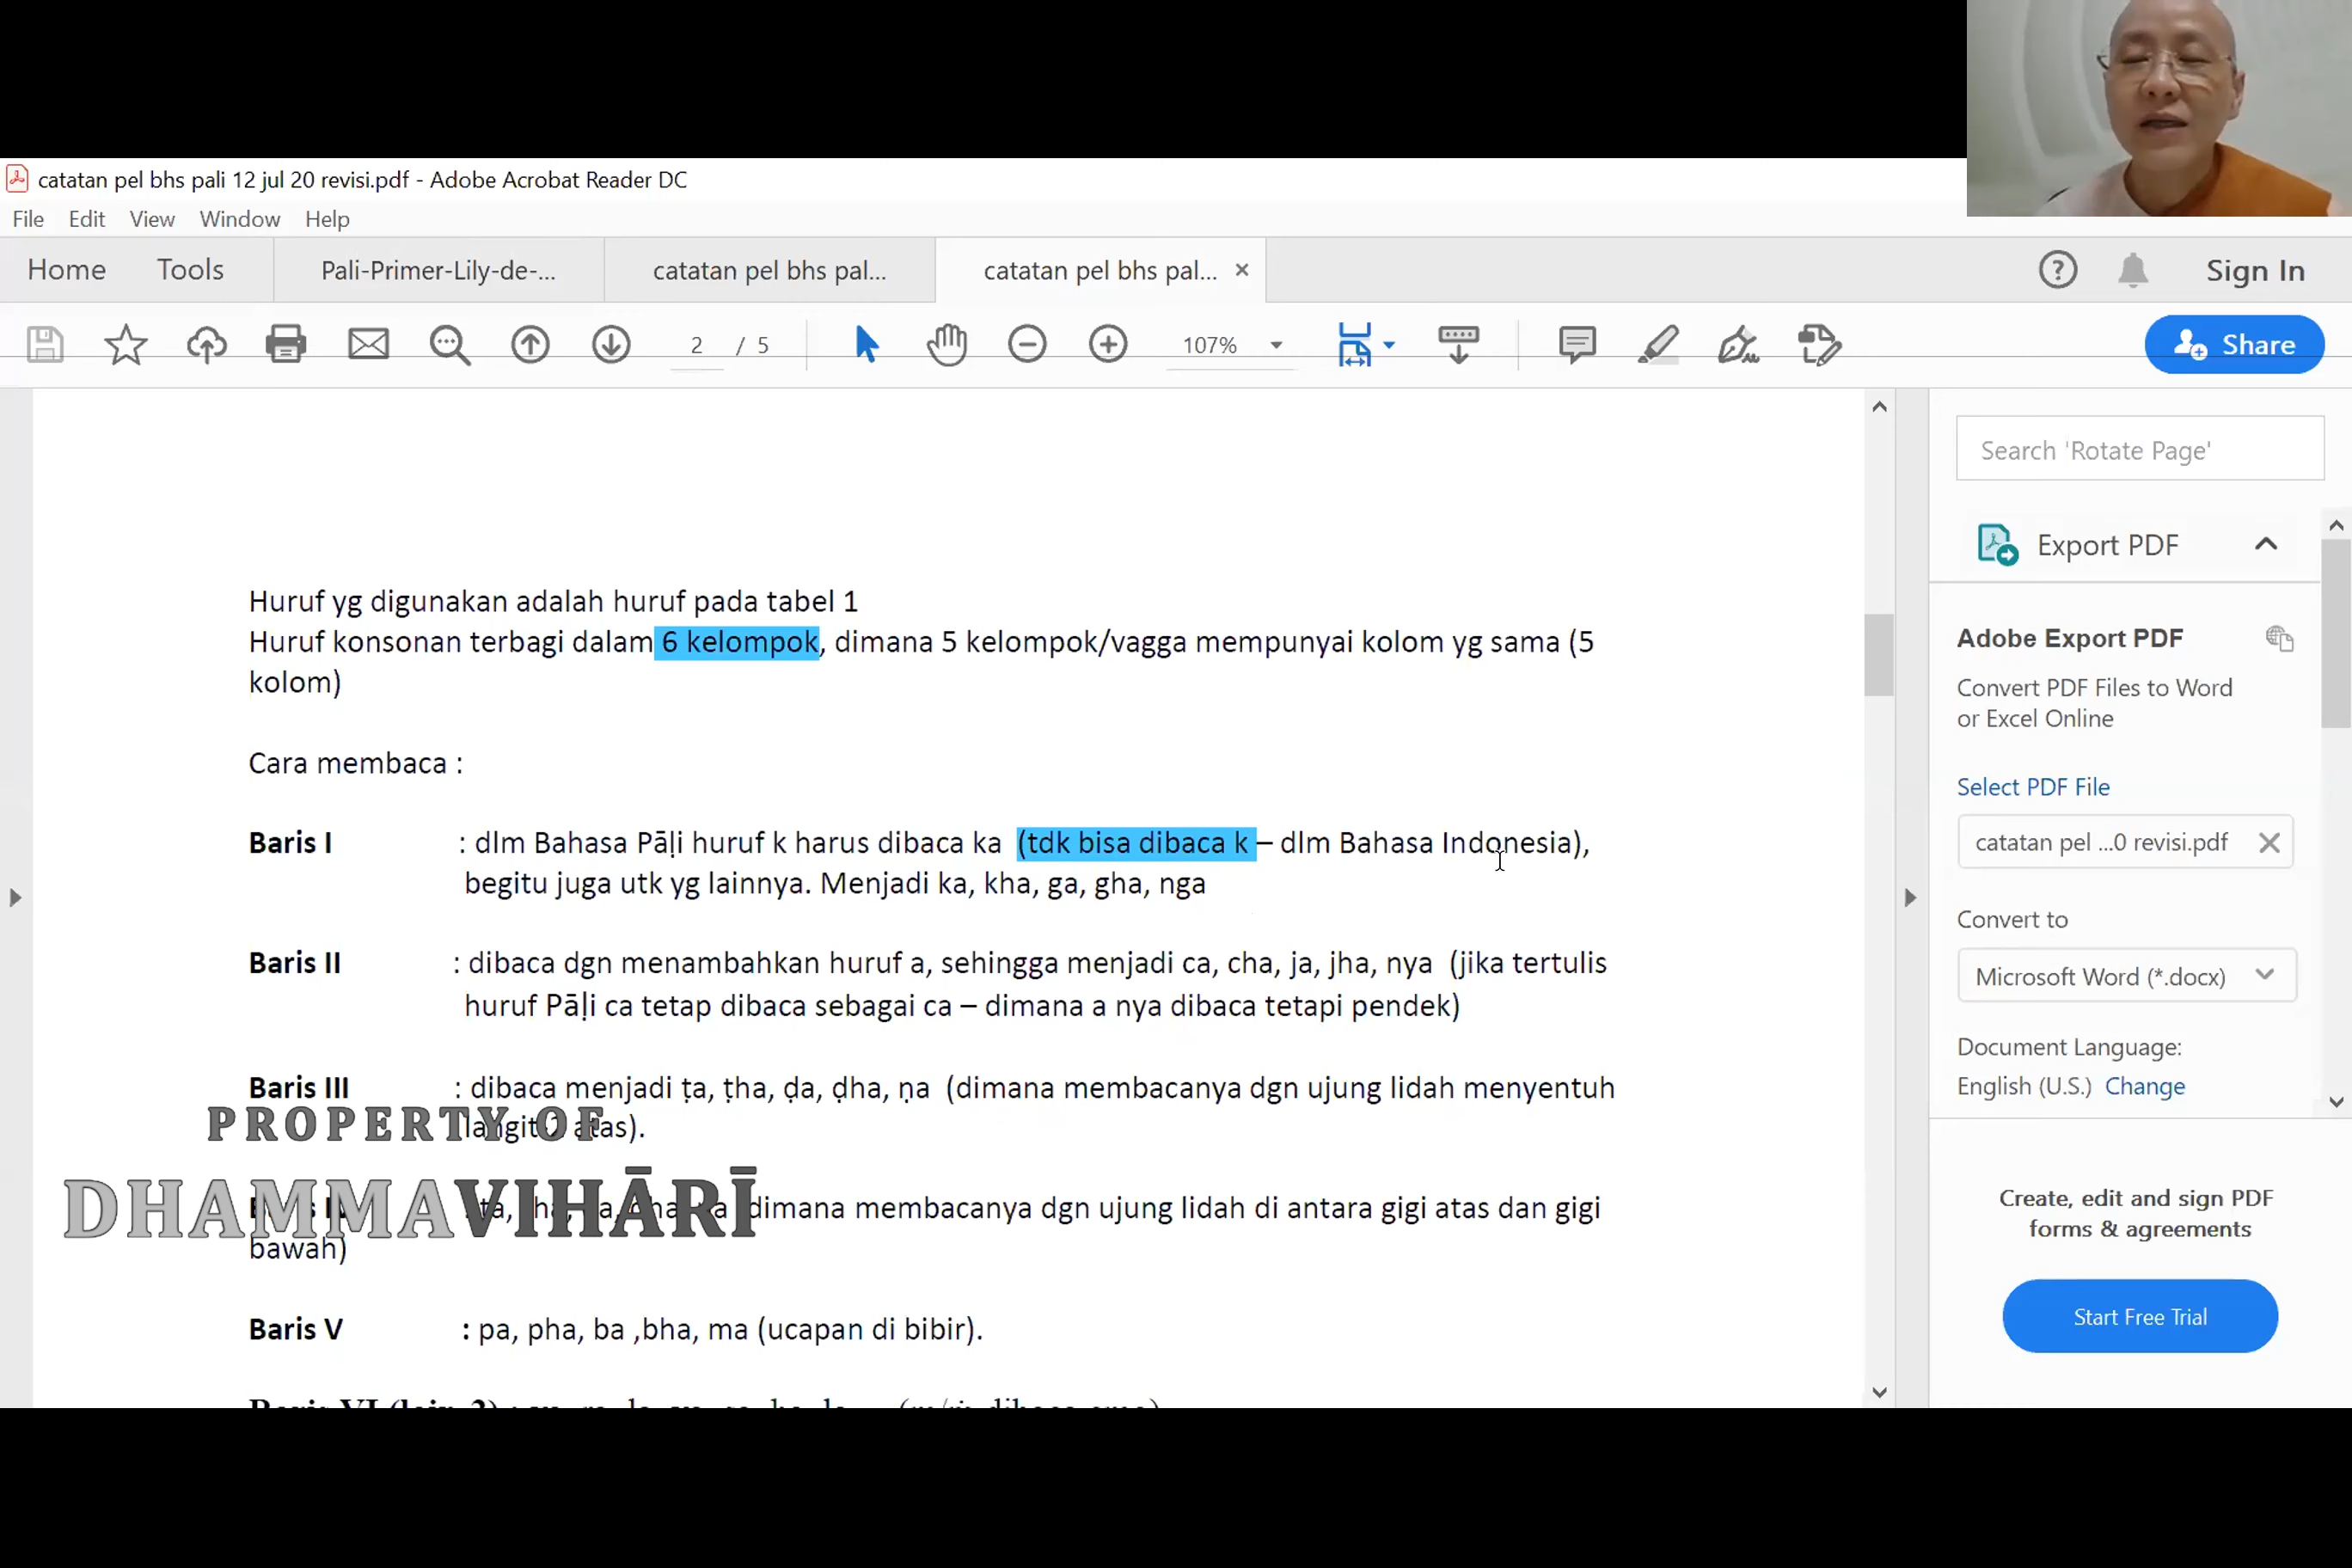 catatan pel bhs pali 12 jul 20 revisi.pdf - Adobe Acrobat Reader DC
File Edit View Window Help
Home Tools Pali-Primer-Lily-de-... catatan pel bhs pal... catatan pel bhs pal... × Sign In
2 / 5 107% Share
Search 'Rotate Page'
Export PDF
Adobe Export PDF
Convert PDF Files to Word
or Excel Online
Select PDF File
catatan pel ...0 revisi.pdf
Convert to
Microsoft Word (*.docx)
Document Language:
English (U.S.) Change
Create, edit and sign PDF
forms & agreements
Start Free Trial
Huruf yg digunakan adalah huruf pada tabel 1
Huruf konsonan terbagi dalam 6 kelompok, dimana 5 kelompok/vagga mempunyai kolom yg sama (5
kolom)
Cara membaca :
Baris I : dlm Bahasa Pāḷi huruf k harus dibaca ka (tdk bisa dibaca k – dlm Bahasa Indonesia),
begitu juga utk yg lainnya. Menjadi ka, kha, ga, gha, nga
Baris II : dibaca dgn menambahkan huruf a, sehingga menjadi ca, cha, ja, jha, nya (jika tertulis
huruf Pāḷi ca tetap dibaca sebagai ca – dimana a nya dibaca tetapi pendek)
Baris III : dibaca menjadi ṭa, ṭha, ḍa, ḍha, ṇa (dimana membacanya dgn ujung lidah menyentuh
atas).
dimana membacanya dgn ujung lidah di antara gigi atas dan gigi
bawah)
Baris V : pa, pha, ba ,bha, ma (ucapan di bibir).
PROPERTY OF
DHAMMAVIHĀRĪ